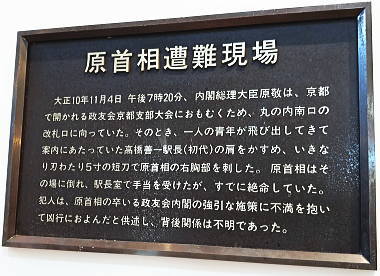 原首相遭難現場
大正10年11月4日 午後7時20分、内閣総理大臣原敬は、京都
で開かれる政友会京都支部大会におもむくため、丸の内南口の
改札口に向っていた。そのとき、一人の青年が飛び出してきて
案内にあたっていた高橋善一駅長(初代)の肩をかすめ、いきな
り刃わたり5寸の短刀で原首相の右胸部を刺した。原首相はそ
の場に倒れ、駅長室で手当を受けたが、すでに絶命していた。
犯人は、原首相の率いる政友会内閣の強引な施策に不満を抱い
て凶行におよんだと供述し、背後関係は不明であった。